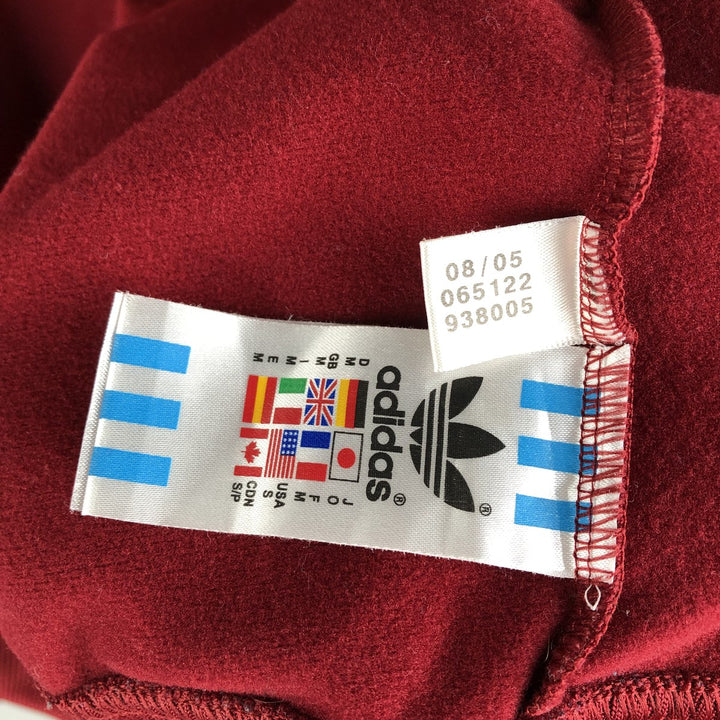 08/05
065122
938005
adidas®
®
D M
GB M
I M
E M
J O
F M
USA S
CDN S/P